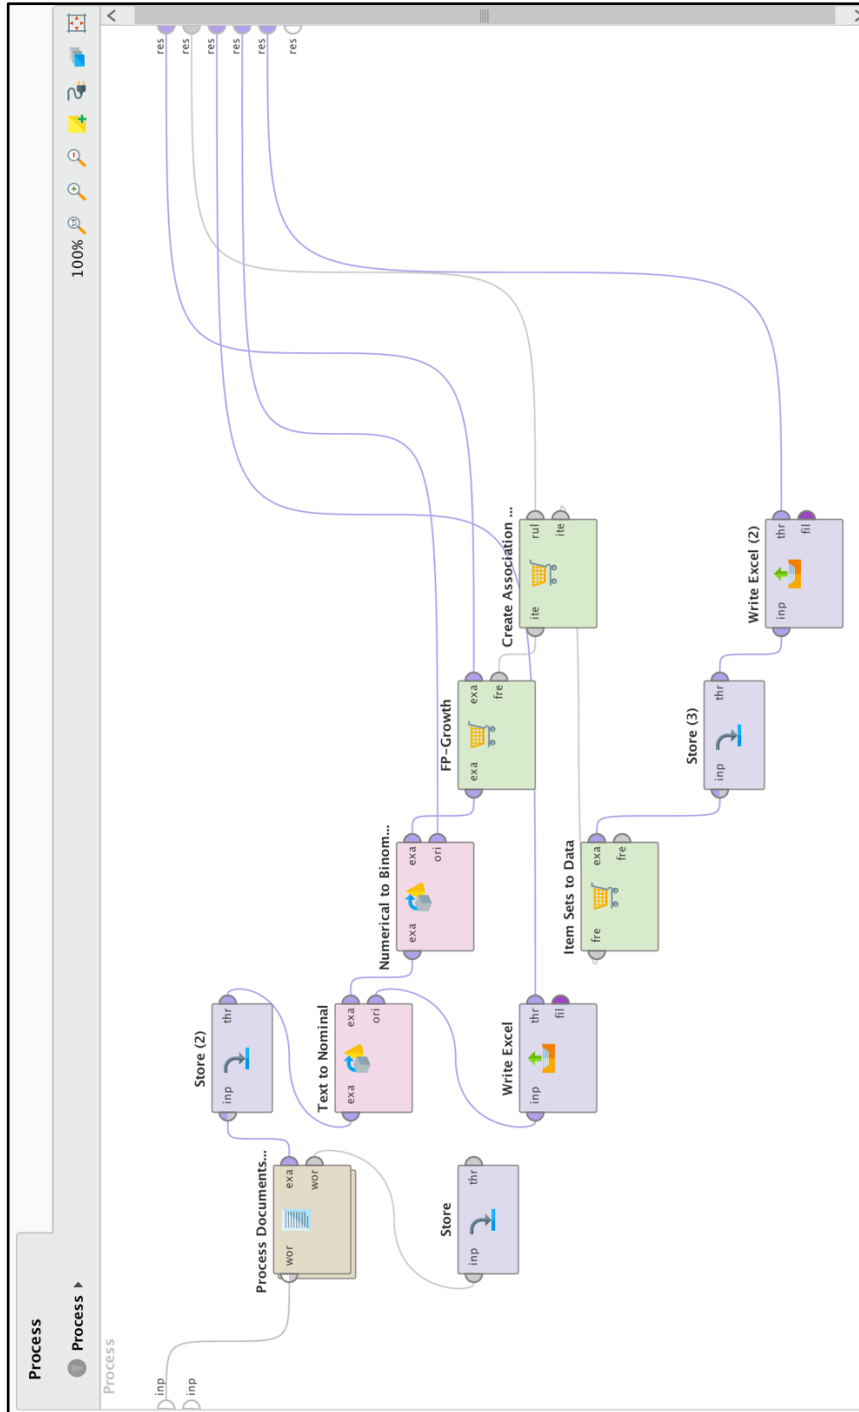 Process
Process
100%
Process
inp
inp
Process Documents...
wor
exa
wor
Store (2)
inp
thr
Store
inp
thr
Text to Nominal
exa
exa
ori
Write Excel
inp
thr
fil
Numerical to Binom...
exa
exa
ori
FP-Growth
exa
exa
fre
Create Association ...
ite
rul
ite
Item Sets to Data
fre
exa
fre
Store (3)
inp
thr
Write Excel (2)
inp
thr
fil
res
res
res
res
res
res